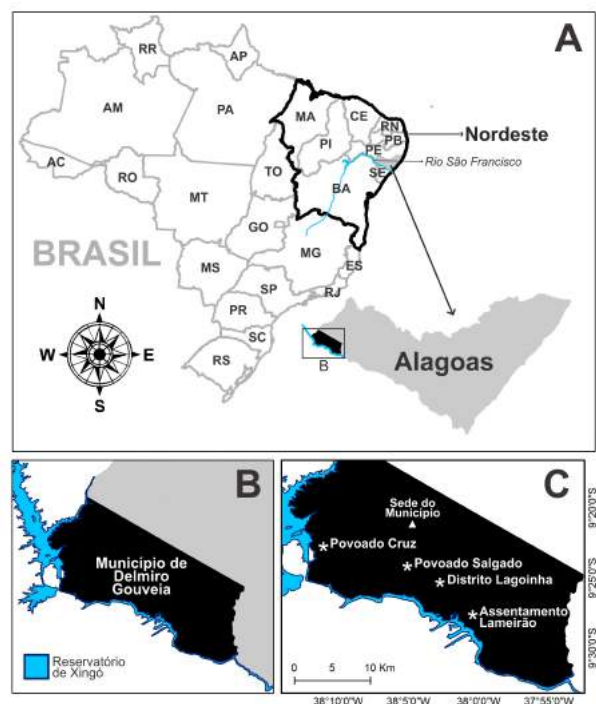 A
RR
AP
AM
PA
MA
CE
RN
PB
Nordeste
PI
PE
Rio São Francisco
AC
TO
SE
RO
BA
MT
GO
BRASIL
MG
ES
MS
SP
RJ
PR
SC
RS
N
W
E
S
Alagoas
B
B
Município de
Delmiro
Gouveia
Reservatório
de Xingó
C
Sede do
Município
Povoado Cruz
Povoado Salgado
Distrito Lagoinha
Assentamento
Lameirão
0 5 10 Km
9°20'0"S
9°25'0"S
9°30'0"S
38°10'0"W
38°5'0"W
38°0'0"W
37°55'0"W